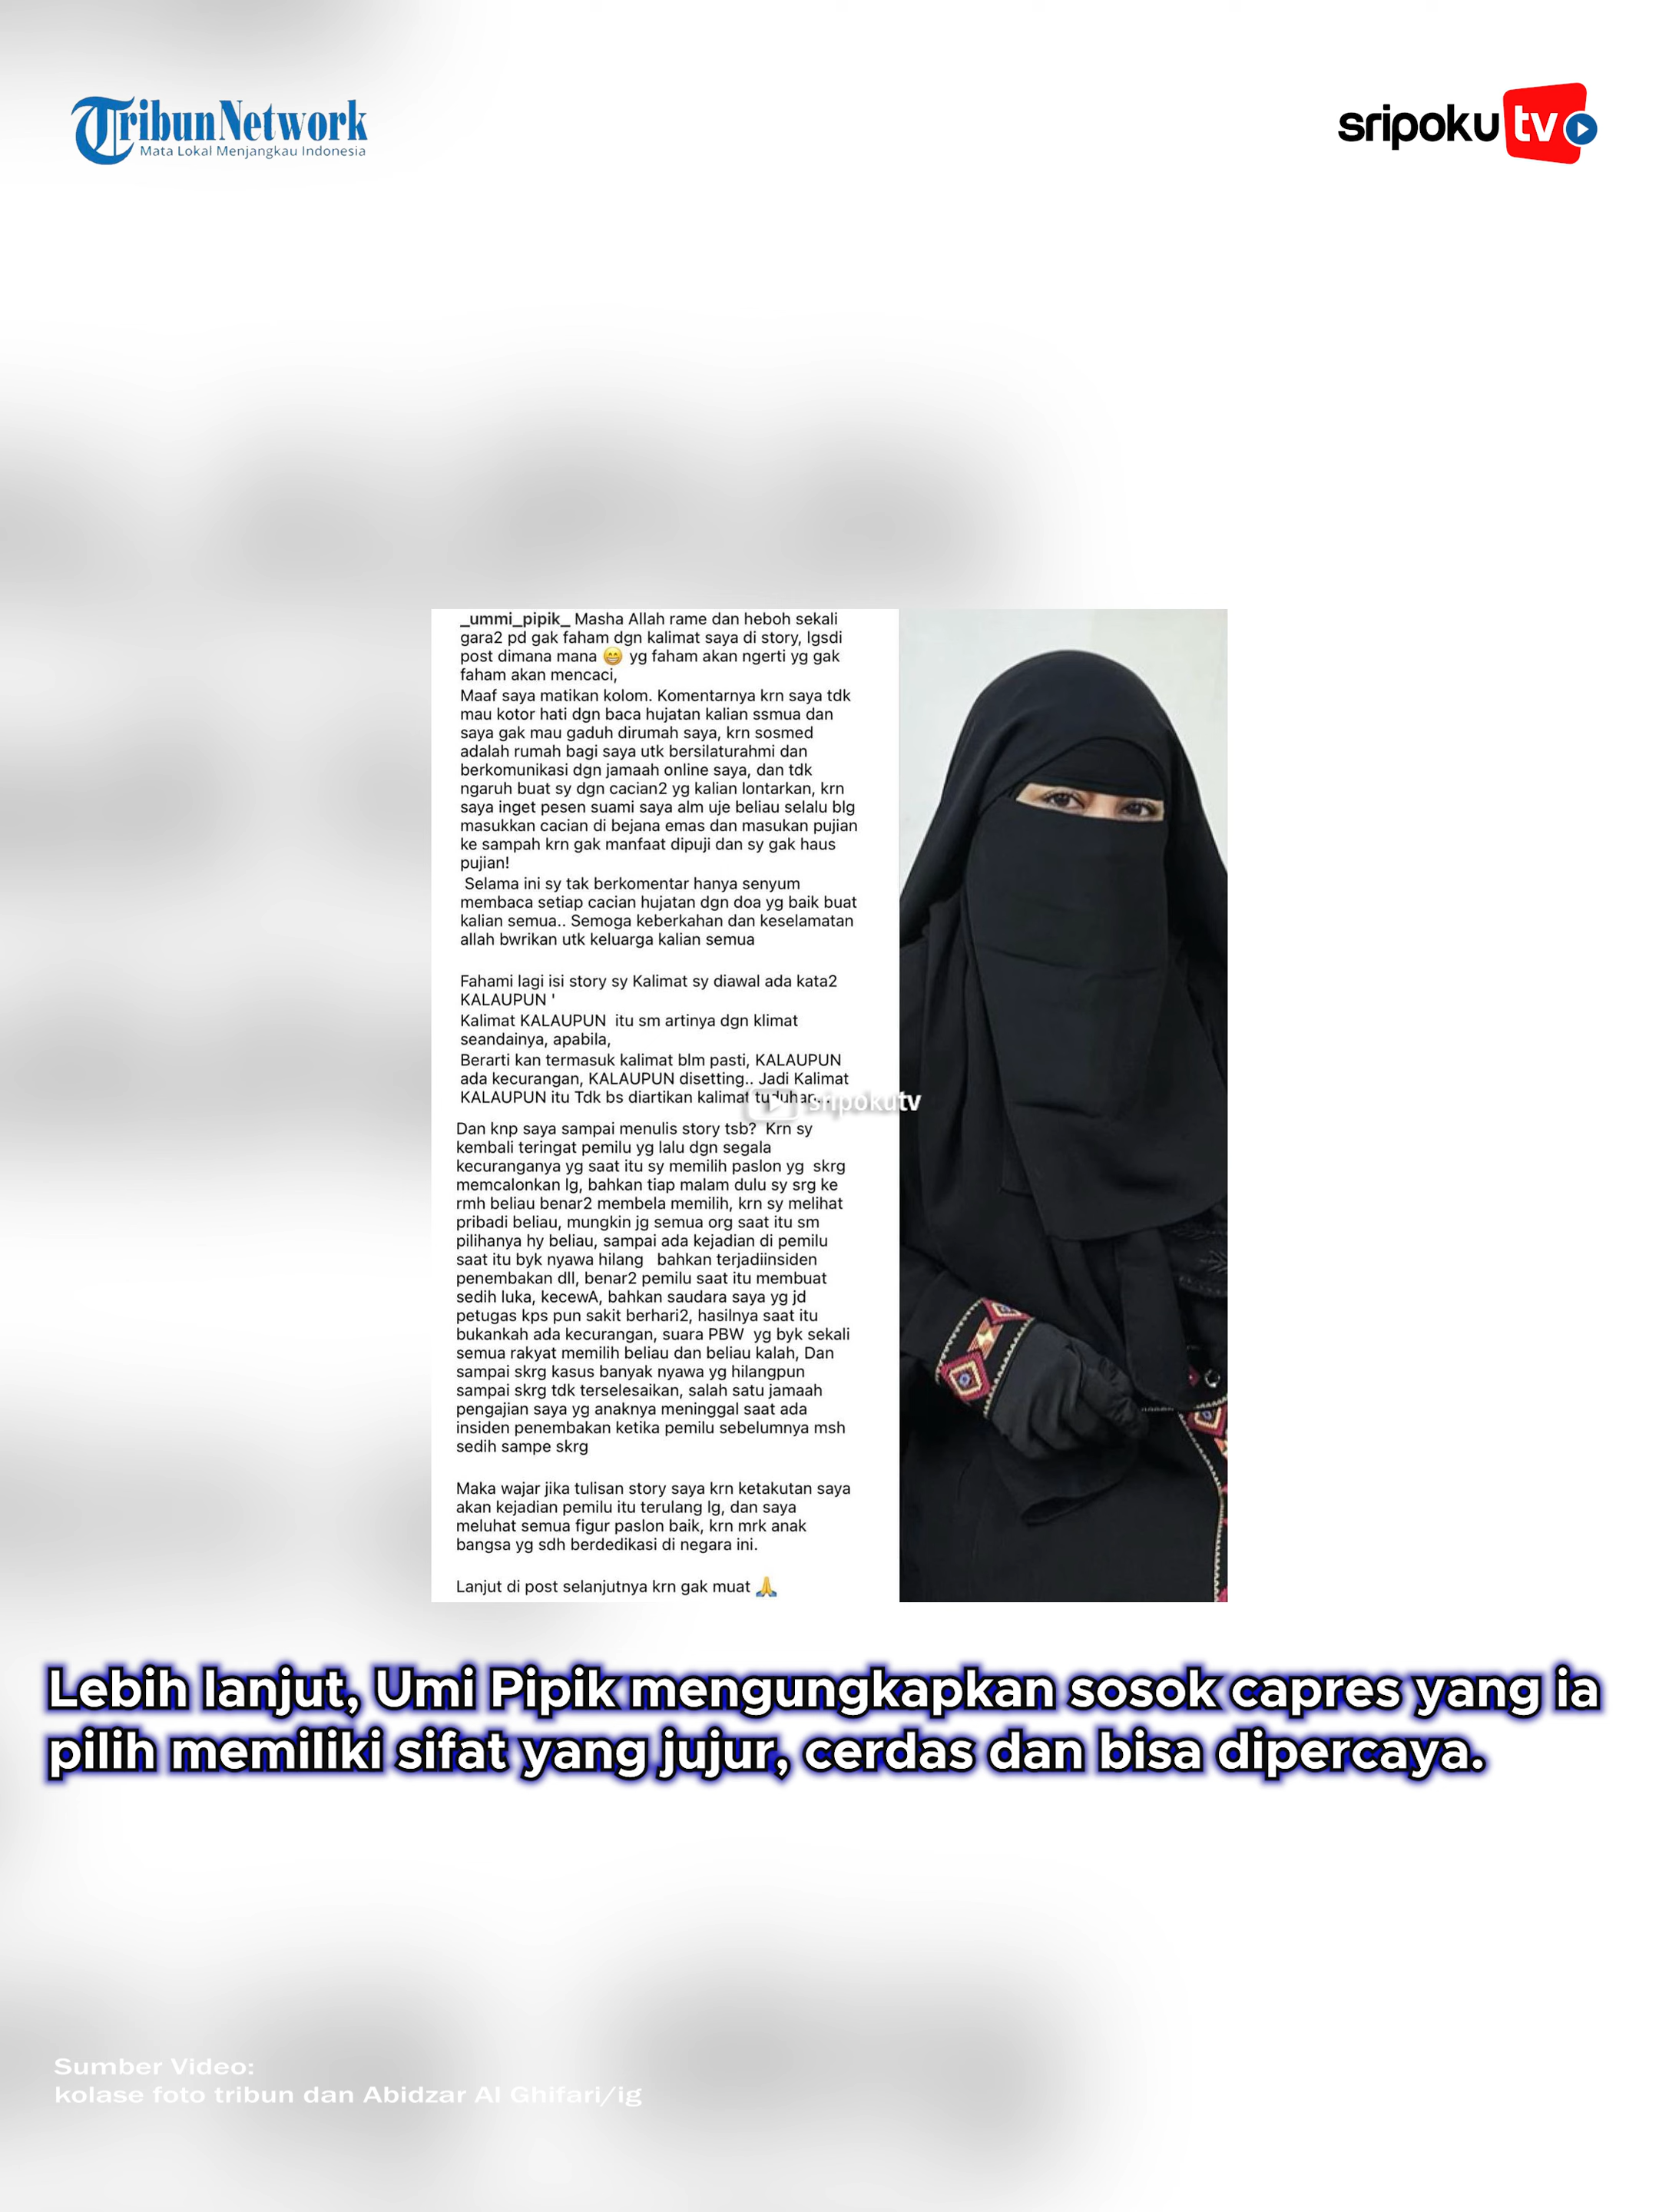 TribunNetwork
Mata Lokal Menjangkau Indonesia
sripoku tv
_ummi_pipik_ Masha Allah rame dan heboh sekali
gara2 pd gak faham dgn kalimat saya di story, lgsdi
post dimana mana 😁 yg faham akan ngerti yg gak
faham akan mencaci,
Maaf saya matikan kolom. Komentarnya krn saya tdk
mau kotor hati dgn baca hujatan kalian ssmua dan
saya gak mau gaduh dirumah saya, krn sosmed
adalah rumah bagi saya utk bersilaturahmi dan
berkomunikasi dgn jamaah online saya, dan tdk
ngaruh buat sy dgn cacian2 yg kalian lontarkan, krn
saya inget pesen suami saya alm uje beliau selalu blg
masukkan cacian di bejana emas dan masukan pujian
ke sampah krn gak manfaat dipuji dan sy gak haus
pujian!
Selama ini sy tak berkomentar hanya senyum
membaca setiap cacian hujatan dgn doa yg baik buat
kalian semua.. Semoga keberkahan dan keselamatan
allah bwrikan utk keluarga kalian semua
Fahami lagi isi story sy Kalimat sy diawal ada kata2
KALAUPUN '
Kalimat KALAUPUN itu sm artinya dgn klimat
seandainya, apabila,
Berarti kan termasuk kalimat blm pasti, KALAUPUN
ada kecurangan, KALAUPUN disetting.. Jadi Kalimat
KALAUPUN itu Tdk bs diartikan kalimat tuduhan...
sripokutv
Dan knp saya sampai menulis story tsb? Krn sy
kembali teringat pemilu yg lalu dgn segala
kecuranganya yg saat itu sy memilih paslon yg skrg
memcalonkan lg, bahkan tiap malam dulu sy srg ke
rmh beliau benar2 membela memilih, krn sy melihat
pribadi beliau, mungkin jg semua org saat itu sm
pilihanya hy beliau, sampai ada kejadian di pemilu
saat itu byk nyawa hilang bahkan terjadiinsiden
penembakan dll, benar2 pemilu saat itu membuat
sedih luka, kecewA, bahkan saudara saya yg jd
petugas kps pun sakit berhari2, hasilnya saat itu
bukankah ada kecurangan, suara PBW yg byk sekali
semua rakyat memilih beliau dan beliau kalah, Dan
sampai skrg kasus banyak nyawa yg hilangpun
sampai skrg tdk terselesaikan, salah satu jamaah
pengajian saya yg anaknya meninggal saat ada
insiden penembakan ketika pemilu sebelumnya msh
sedih sampe skrg
Maka wajar jika tulisan story saya krn ketakutan saya
akan kejadian pemilu itu terulang lg, dan saya
meluhat semua figur paslon baik, krn mrk anak
bangsa yg sdh berdedikasi di negara ini.
Lanjut di post selanjutnya krn gak muat 🙏
Lebih lanjut, Umi Pipik mengungkapkan sosok capres yang ia
pilih memiliki sifat yang jujur, cerdas dan bisa dipercaya.
Sumber Video:
kolase foto tribun dan Abidzar Al Ghifari/ig